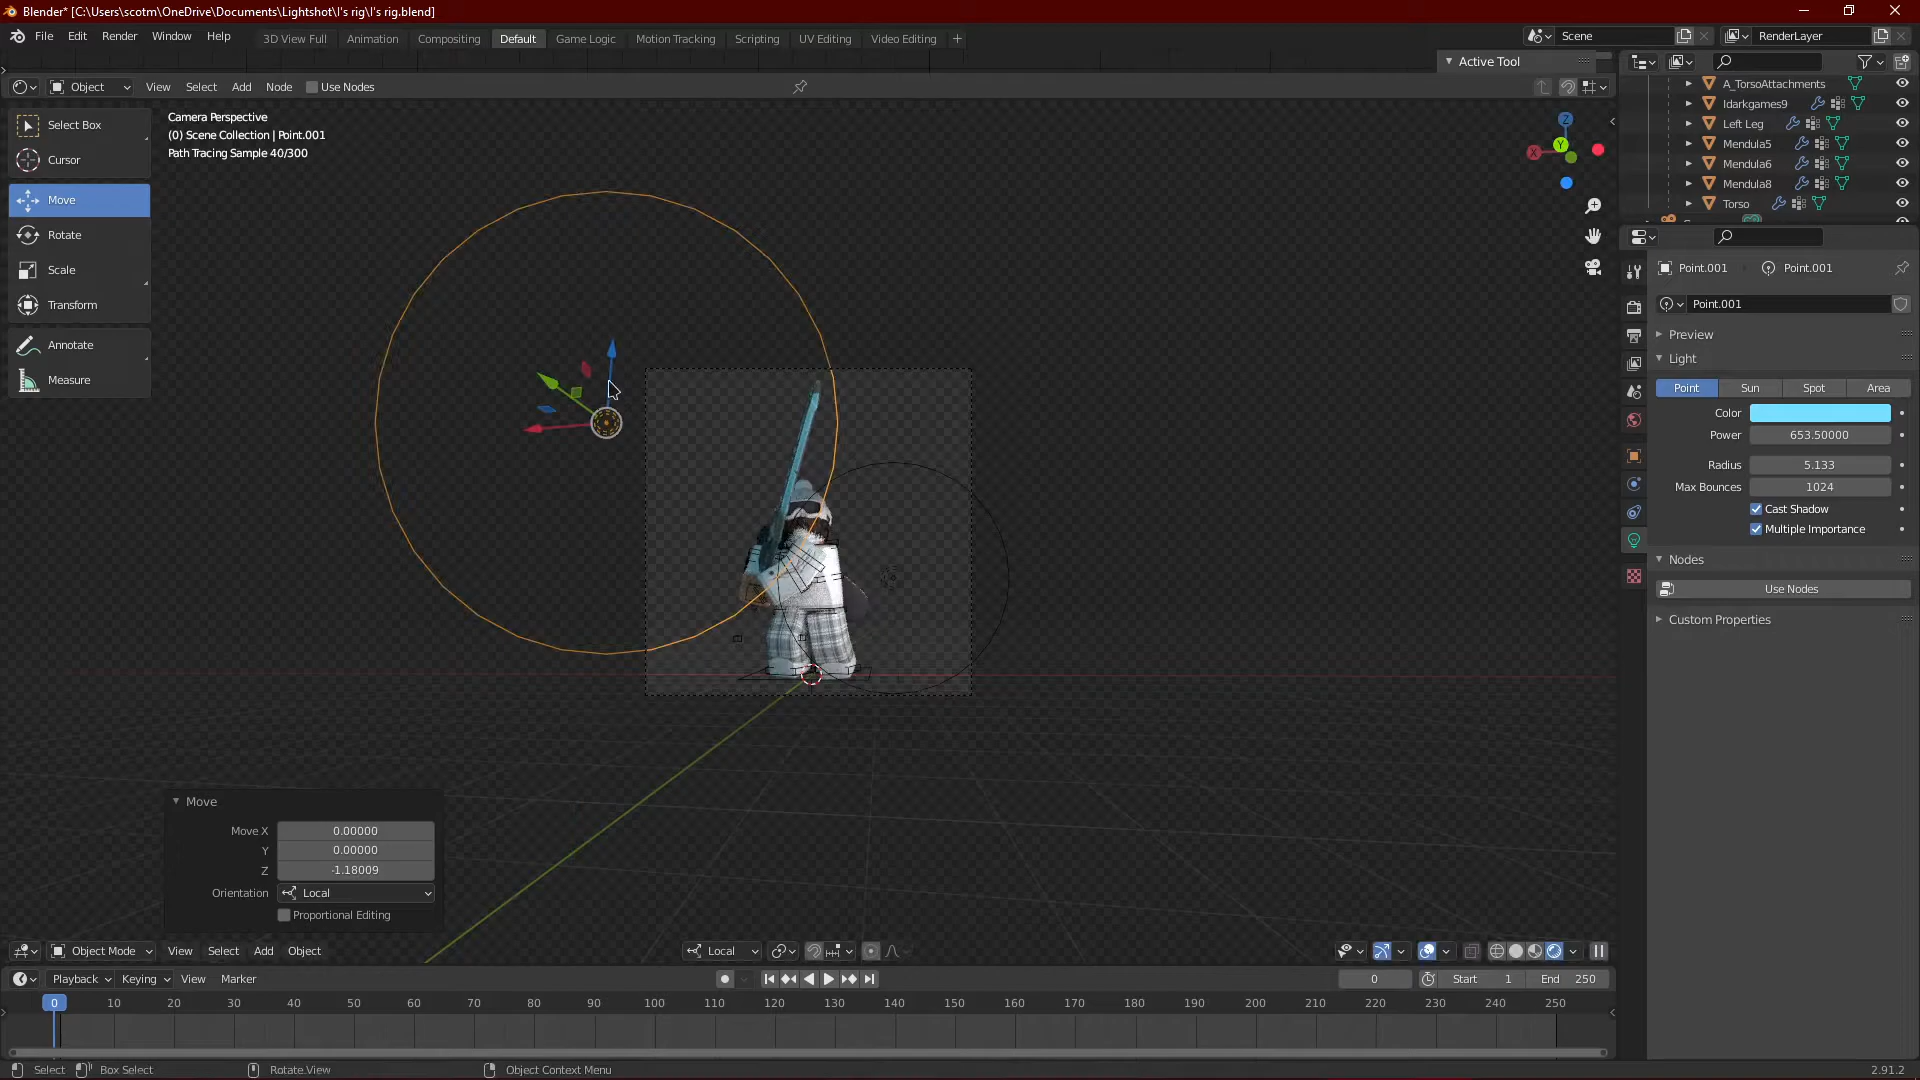 Blender* [C:\Users\scotm\OneDrive\Documents\Lightshot\I's rig\I's rig.blend]
File Edit Render Window Help
3D View Full Animation Compositing Default Game Logic Motion Tracking Scripting UV Editing Video Editing +
Scene
RenderLayer
Active Tool
Object View Select Add Node Use Nodes
Select Box
Cursor
Move
Rotate
Scale
Transform
Annotate
Measure
Camera Perspective
(0) Scene Collection | Point.001
Path Tracing Sample 40/300
Z
Y
X
A_TorsoAttachments
Idarkgames9
Left Leg
Mendula5
Mendula6
Mendula8
Torso
Point.001 Point.001
Point.001
Preview
Light
Point Sun Spot Area
Color
Power 653.50000
Radius 5.133
Max Bounces 1024
Cast Shadow
Multiple Importance
Nodes
Use Nodes
Custom Properties
Move
Move X 0.00000
Y 0.00000
Z -1.18009
Orientation Local
Proportional Editing
Object Mode View Select Add Object
Local
Playback Keying View Marker
0 Start 1 End 250
0 10 20 30 40 50 60 70 80 90 100 110 120 130 140 150 160 170 180 190 200 210 220 230 240 250
Select Box Select Rotate View Object Context Menu
2.91.2